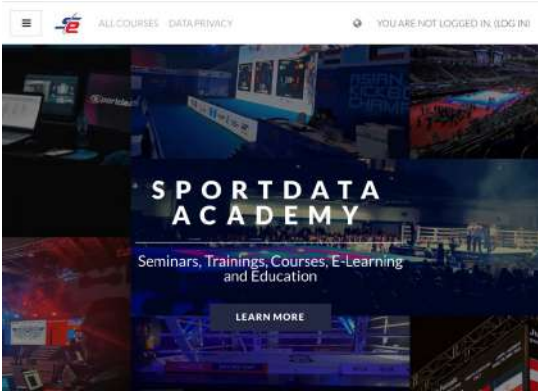 ALL COURSES DATA PRIVACY YOU ARE NOT LOGGED IN. (LOG IN)
ASIAN
SPORTDATA
ACADEMY
Seminars, Trainings, Courses, E-Learning
and Education
LEARN MORE